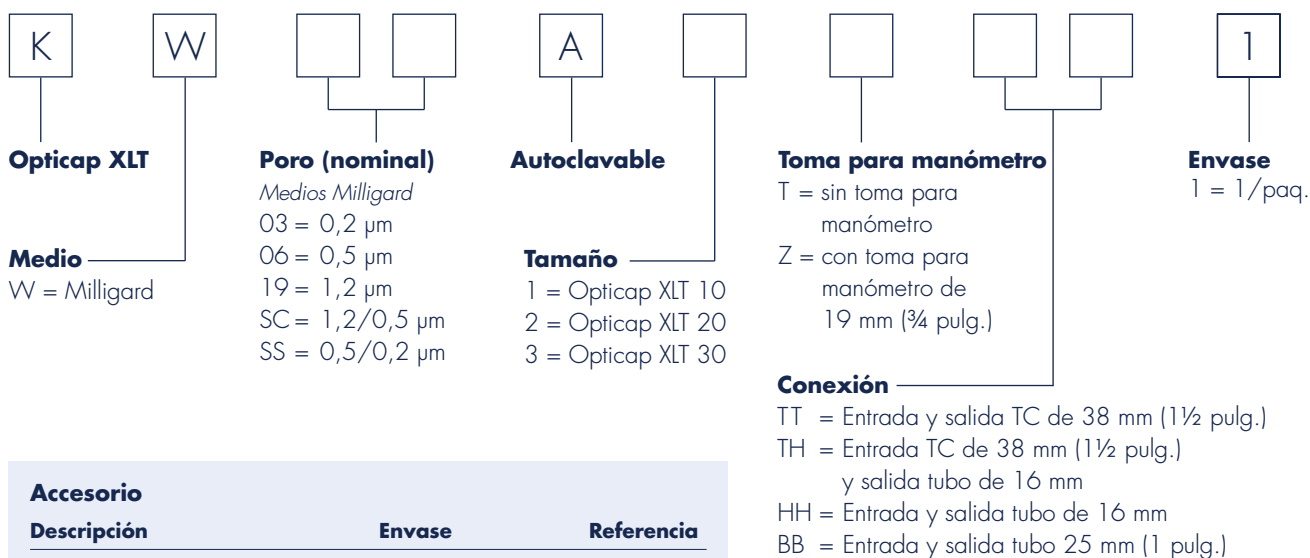 K W A 1
Opticap XLT
Medio
W = Milligard
Poro (nominal)
Medios Milligard
03 = 0,2 µm
06 = 0,5 µm
19 = 1,2 µm
SC = 1,2/0,5 µm
SS = 0,5/0,2 µm
Autoclavable
Tamaño
1 = Opticap XLT 10
2 = Opticap XLT 20
3 = Opticap XLT 30
Toma para manómetro
T = sin toma para
manómetro
Z = con toma para
manómetro de
19 mm (¾ pulg.)
Conexión
TT = Entrada y salida TC de 38 mm (1½ pulg.)
TH = Entrada TC de 38 mm (1½ pulg.)
y salida tubo de 16 mm
HH = Entrada y salida tubo de 16 mm
BB = Entrada y salida tubo 25 mm (1 pulg.)
Envase
1 = 1/paq.
Accesorio
Descripción Envase Referencia